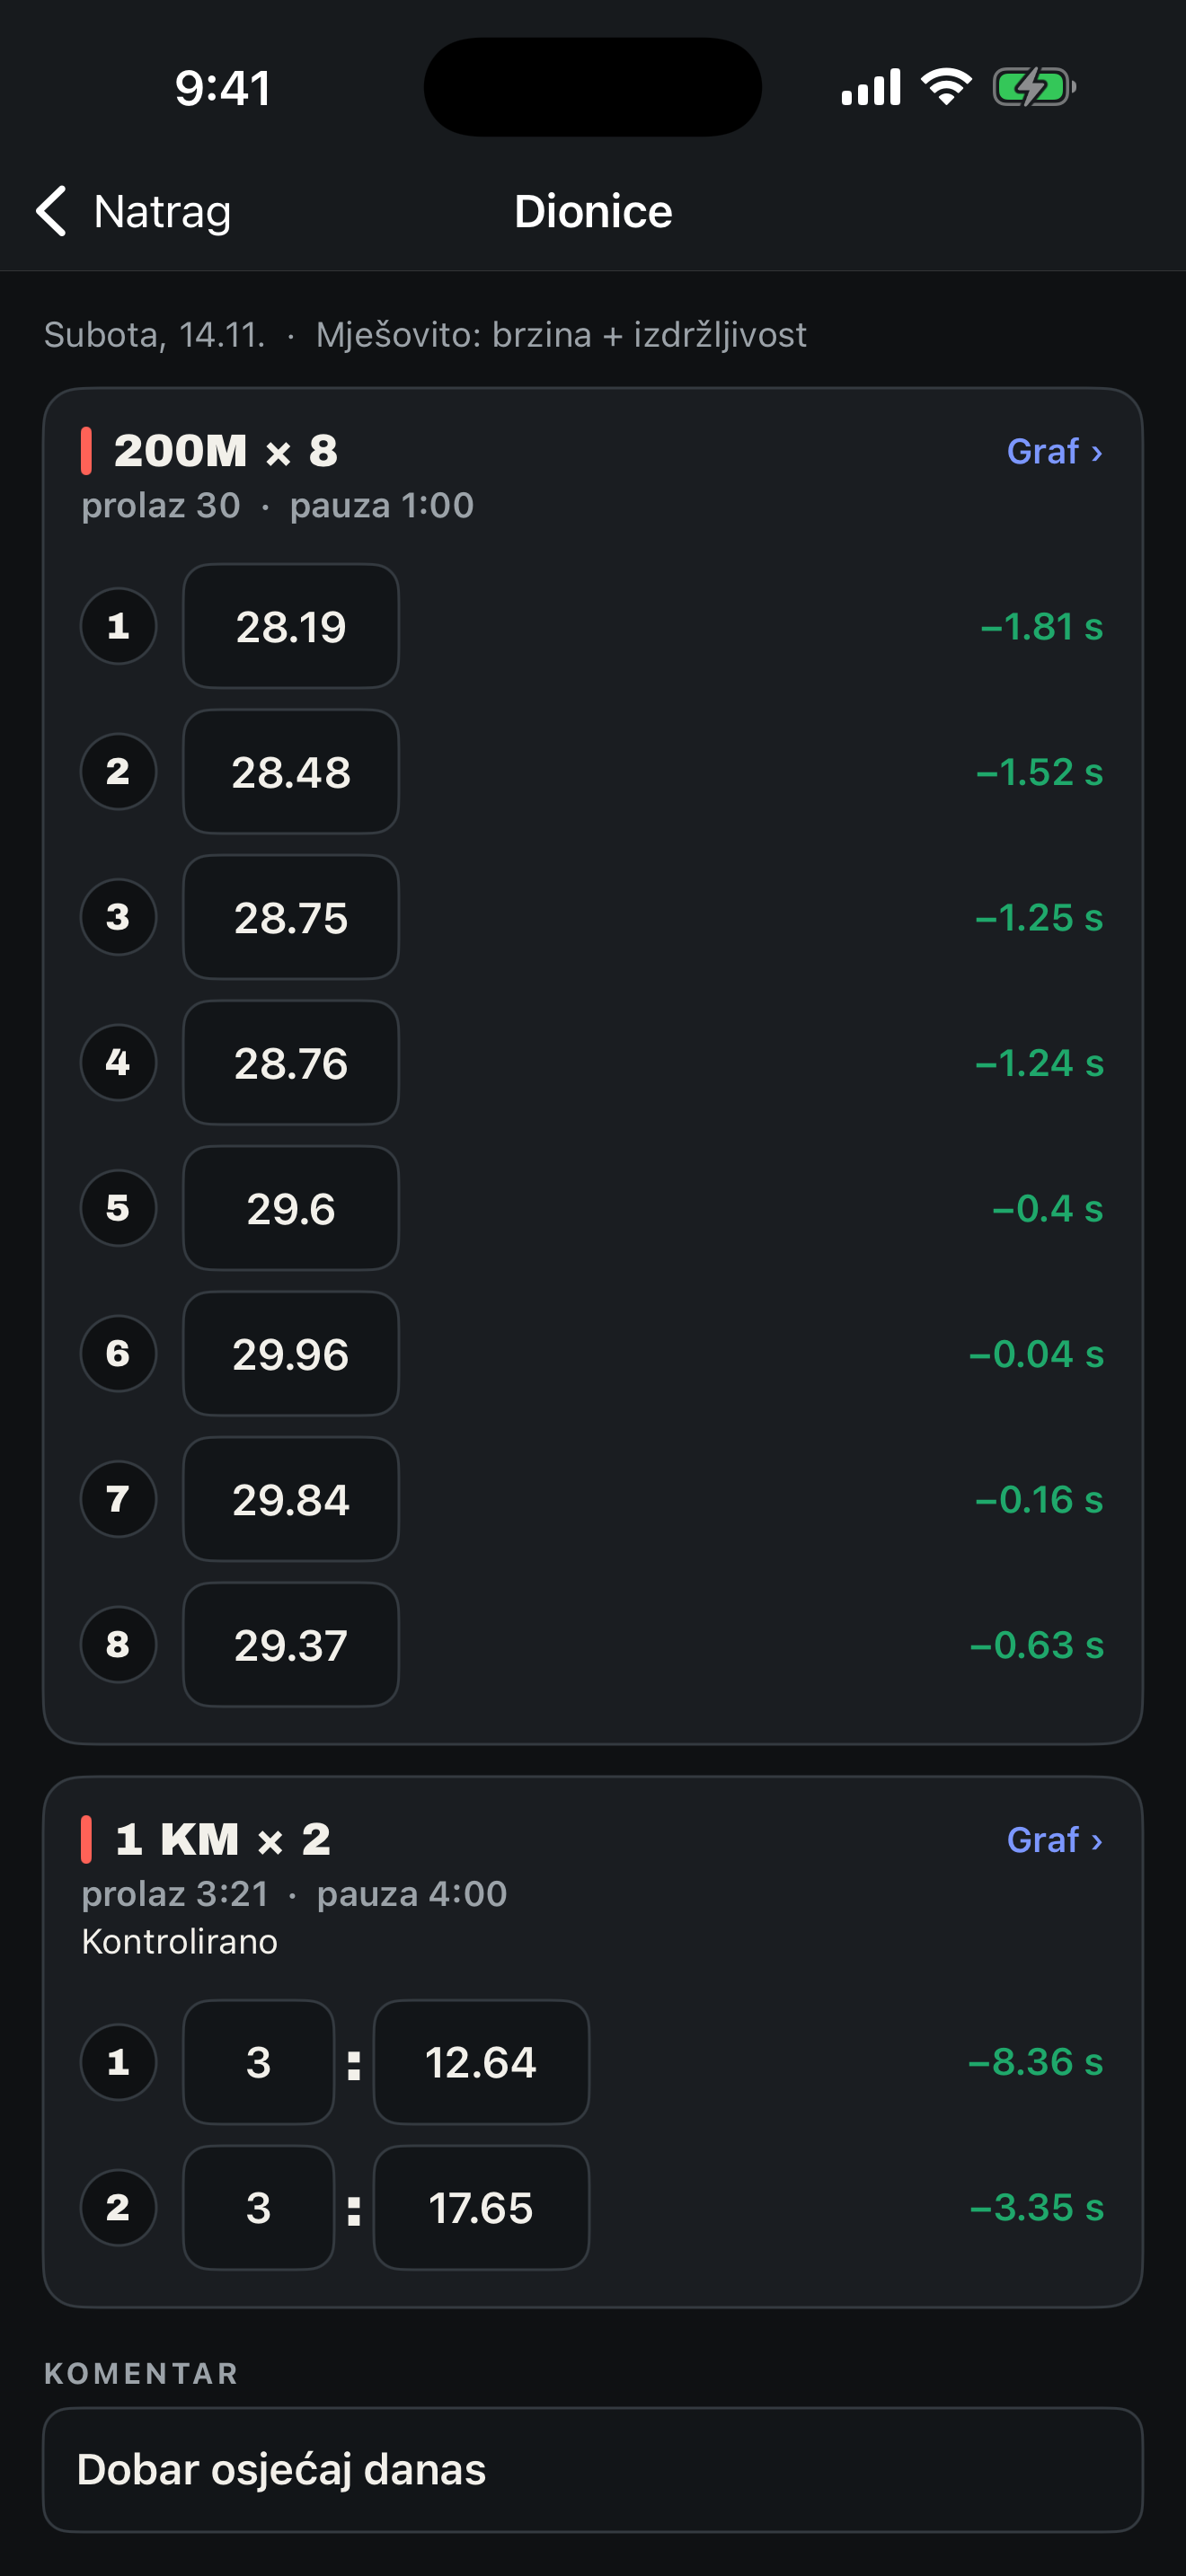 9:41
Natrag Dionice
Subota, 14.11. · Mješovito: brzina + izdržljivost
200M × 8 Graf ›
prolaz 30 · pauza 1:00
1 28.19 −1.81 s
2 28.48 −1.52 s
3 28.75 −1.25 s
4 28.76 −1.24 s
5 29.6 −0.4 s
6 29.96 −0.04 s
7 29.84 −0.16 s
8 29.37 −0.63 s
1 KM × 2 Graf ›
prolaz 3:21 · pauza 4:00
Kontrolirano
1 3 : 12.64 −8.36 s
2 3 : 17.65 −3.35 s
KOMENTAR
Dobar osjećaj danas